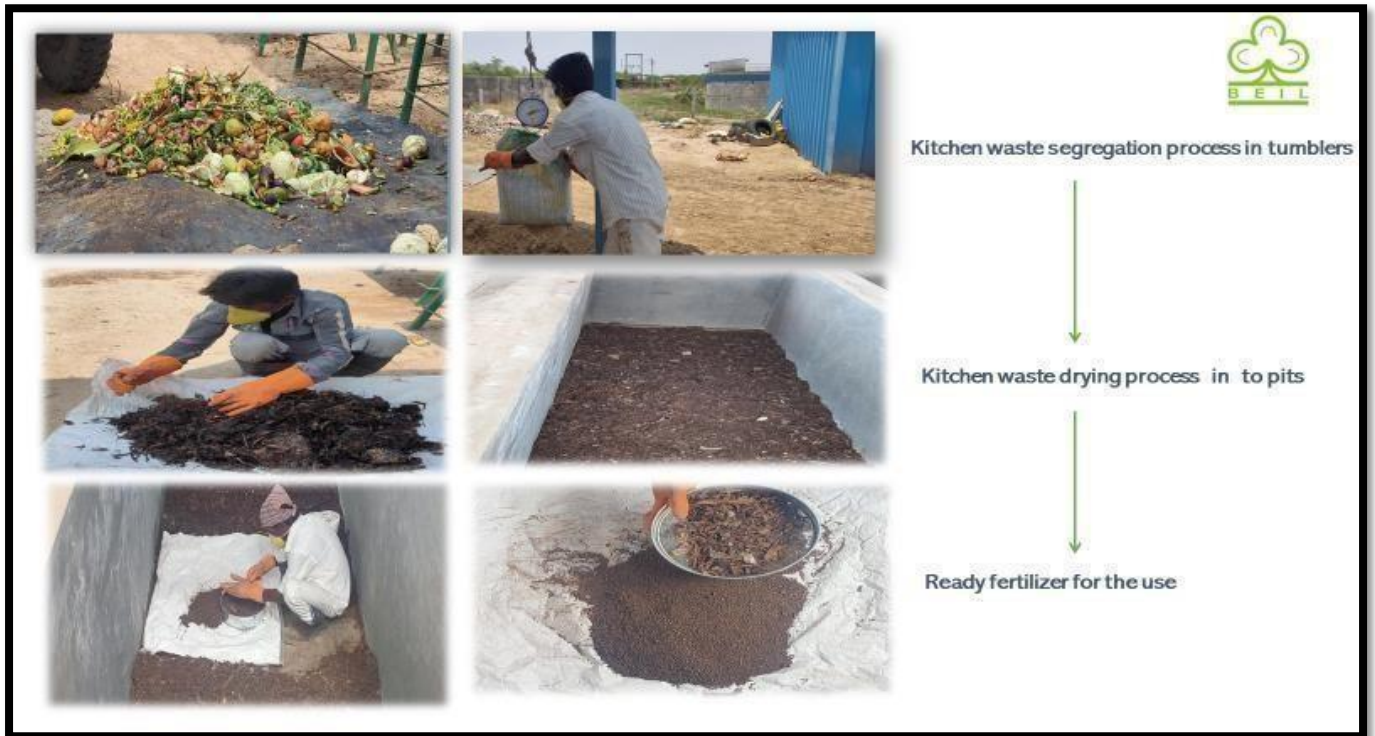 BEIL
Kitchen waste segregation process in tumblers
Kitchen waste drying process in to pits
Ready fertilizer for the use